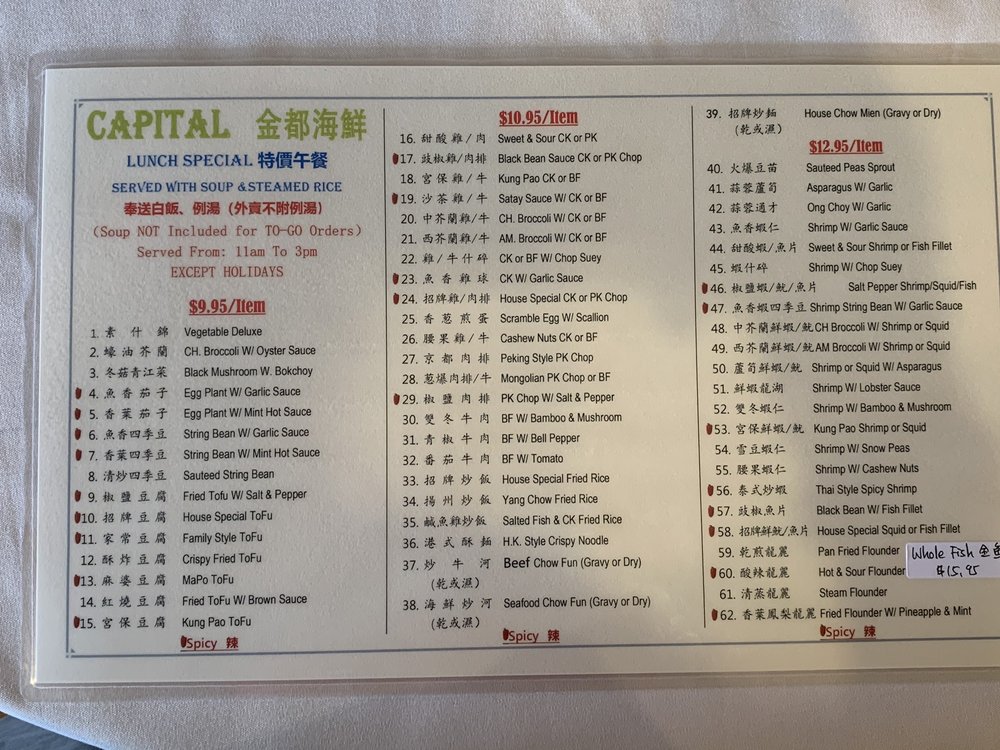 CAPITAL 金都海鮮
LUNCH SPECIAL 特價午餐
SERVED WITH SOUP &STEAMED RICE
奉送白飯、例湯（外賣不附例湯）
(Soup NOT Included for TO-GO Orders)
Served From: 11am To 3pm
EXCEPT HOLIDAYS
$9.95/Item
1. 素什錦 Vegetable Deluxe
2. 蠔油芥蘭 CH. Broccoli W/ Oyster Sauce
3. 冬菇青江菜 Black Mushroom W. Bokchoy
4. 魚香茄子 Egg Plant W/ Garlic Sauce
5. 香葉茄子 Egg Plant W/ Mint Hot Sauce
6. 魚香四季豆 String Bean W/ Garlic Sauce
7. 香葉四季豆 String Bean W/ Mint Hot Sauce
8. 清炒四季豆 Sauteed String Bean
9. 椒鹽豆腐 Fried Tofu W/ Salt & Pepper
10. 招牌豆腐 House Special ToFu
11. 家常豆腐 Family Style ToFu
12. 酥炸豆腐 Crispy Fried ToFu
13. 麻婆豆腐 MaPo ToFu
14. 紅燒豆腐 Fried ToFu W/ Brown Sauce
15. 宮保豆腐 Kung Pao ToFu
Spicy 辣
$10.95/Item
16. 甜酸雞/肉 Sweet & Sour CK or PK
17. 豉椒雞/肉排 Black Bean Sauce CK or PK Chop
18. 宮保雞/牛 Kung Pao CK or BF
19. 沙茶雞/牛 Satay Sauce W/ CK or BF
20. 中芥蘭雞/牛 CH. Broccoli W/ CK or BF
21. 西芥蘭雞/牛 AM. Broccoli W/ CK or BF
22. 雞/牛什碎 CK or BF W/ Chop Suey
23. 魚香雞球 CK W/ Garlic Sauce
24. 招牌雞/肉排 House Special CK or PK Chop
25. 香葱煎蛋 Scramble Egg W/ Scallion
26. 腰果雞/牛 Cashew Nuts CK or BF
27. 京都肉排 Peking Style PK Chop
28. 葱爆肉排/牛 Mongolian PK Chop or BF
29. 椒鹽肉排 PK Chop W/ Salt & Pepper
30. 雙冬牛肉 BF W/ Bamboo & Mushroom
31. 青椒牛肉 BF W/ Bell Pepper
32. 番茄牛肉 BF W/ Tomato
33. 招牌炒飯 House Special Fried Rice
34. 揚州炒飯 Yang Chow Fried Rice
35. 鹹魚雞炒飯 Salted Fish & CK Fried Rice
36. 港式酥麵 H.K. Style Crispy Noodle
37. 炒牛河 Beef Chow Fun (Gravy or Dry)
(乾或濕)
38. 海鮮炒河 Seafood Chow Fun (Gravy or Dry)
(乾或濕)
Spicy 辣
39. 招牌炒麵 House Chow Mien (Gravy or Dry)
(乾或濕)
$12.95/Item
40. 火爆豆苗 Sauteed Peas Sprout
41. 蒜蓉蘆筍 Asparagus W/ Garlic
42. 蒜蓉通才 Ong Choy W/ Garlic
43. 魚香蝦仁 Shrimp W/ Garlic Sauce
44. 甜酸蝦/魚片 Sweet & Sour Shrimp or Fish Fillet
45. 蝦什碎 Shrimp W/ Chop Suey
46. 椒鹽蝦/魷/魚片 Salt Pepper Shrimp/Squid/Fish
47. 魚香蝦四季豆 Shrimp String Bean W/ Garlic Sauce
48. 中芥蘭鮮蝦/魷 CH Broccoli W/ Shrimp or Squid
49. 西芥蘭鮮蝦/魷 AM Broccoli W/ Shrimp or Squid
50. 蘆筍鮮蝦/魷 Shrimp or Squid W/ Asparagus
51. 鮮蝦龍湖 Shrimp W/ Lobster Sauce
52. 雙冬蝦仁 Shrimp W/ Bamboo & Mushroom
53. 宮保鮮蝦/魷 Kung Pao Shrimp or Squid
54. 雪豆蝦仁 Shrimp W/ Snow Peas
55. 腰果蝦仁 Shrimp W/ Cashew Nuts
56. 泰式炒蝦 Thai Style Spicy Shrimp
57. 豉椒魚片 Black Bean W/ Fish Fillet
58. 招牌鮮魷/魚片 House Special Squid or Fish Fillet
59. 乾煎龍麗 Pan Fried Flounder
60. 酸辣龍麗 Hot & Sour Flounder
61. 清蒸龍麗 Steam Flounder
62. 香葉鳳梨龍麗 Fried Flounder W/ Pineapple & Mint
Spicy 辣
Whole Fish 全魚
$15.95